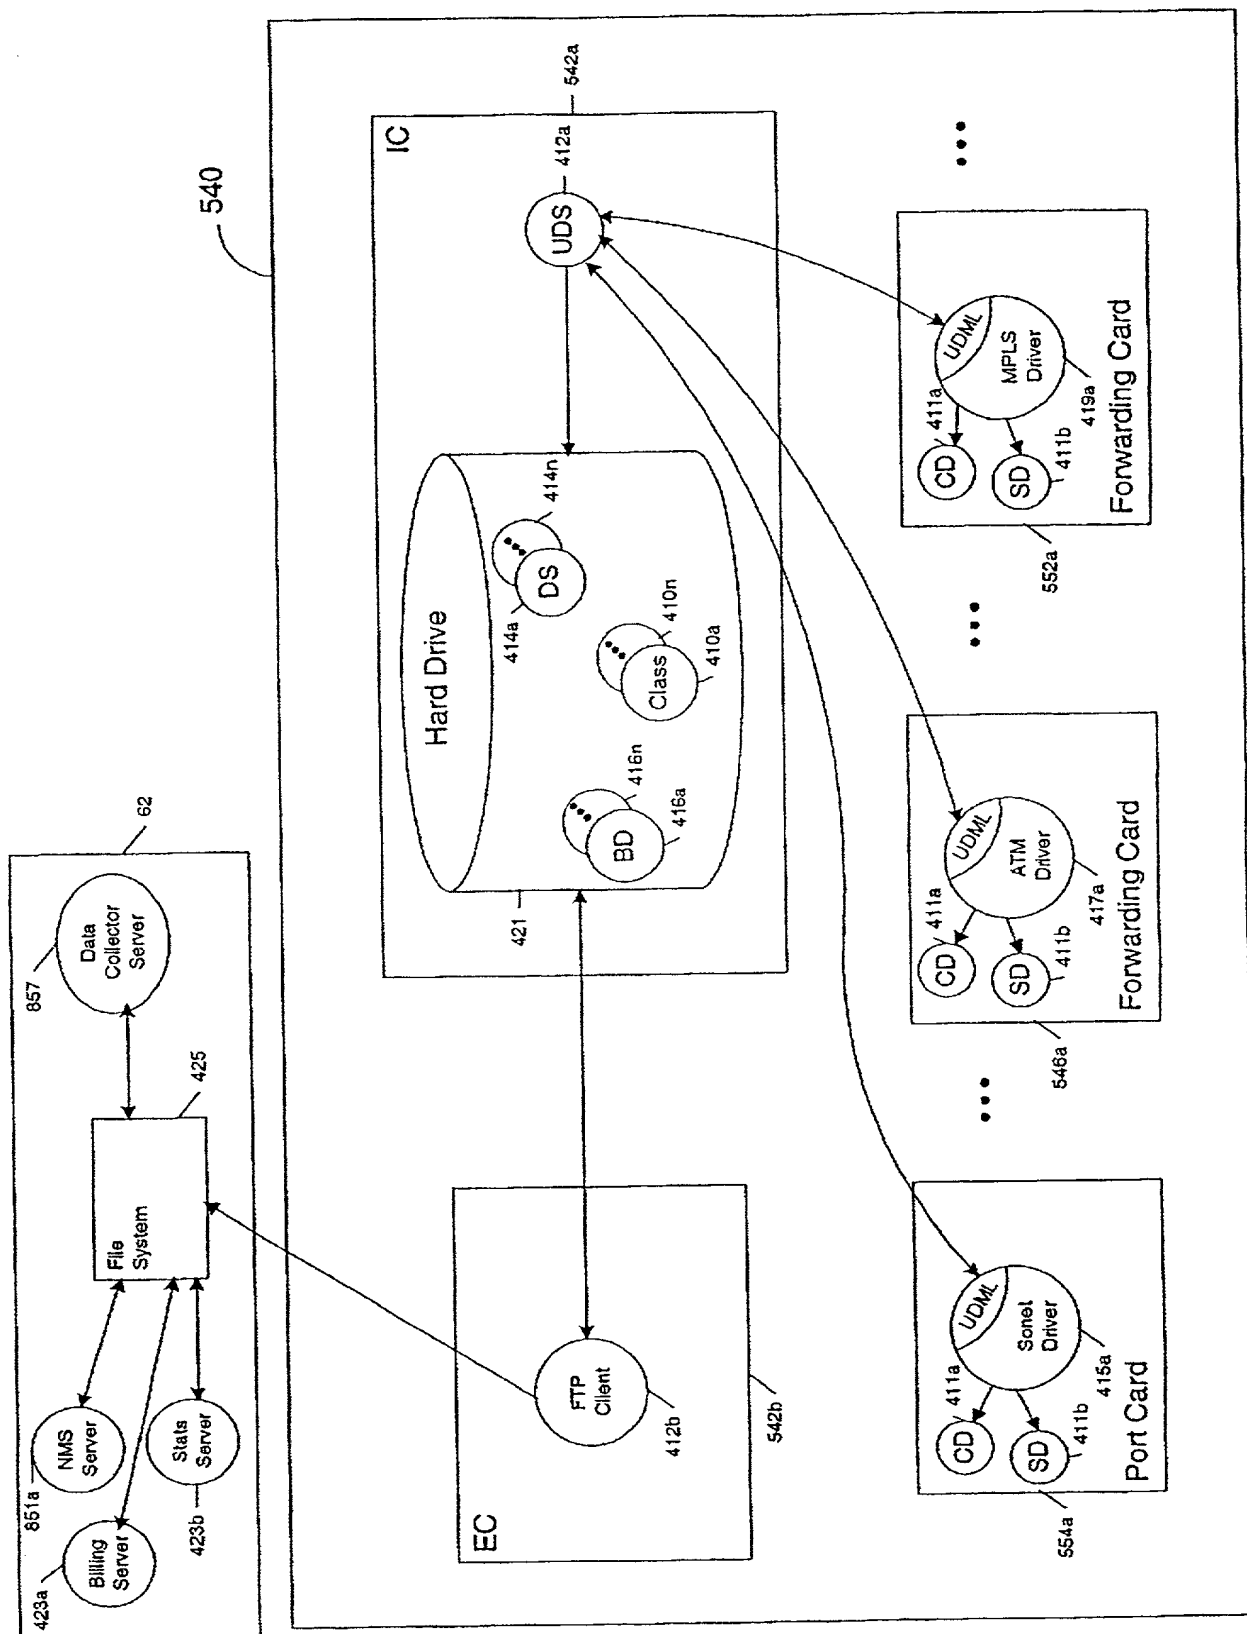 423a
Billing
Server
851a
NMS
Server
Stats
Server
423b
File
System
425
857
Data
Collector
Server
62
540
EC
FTP
Client
412b
542b
IC
542a
Hard Drive
421
BD
416n
416a
DS
414n
414a
Class
410n
410a
UDS
412a
554a
CD
411a
SD
411b
UDML
Sonet
Driver
415a
Port Card
546a
CD
411a
SD
411b
UDML
ATM
Driver
417a
Forwarding Card
552a
CD
411a
SD
411b
UDML
MPLS
Driver
419a
Forwarding Card